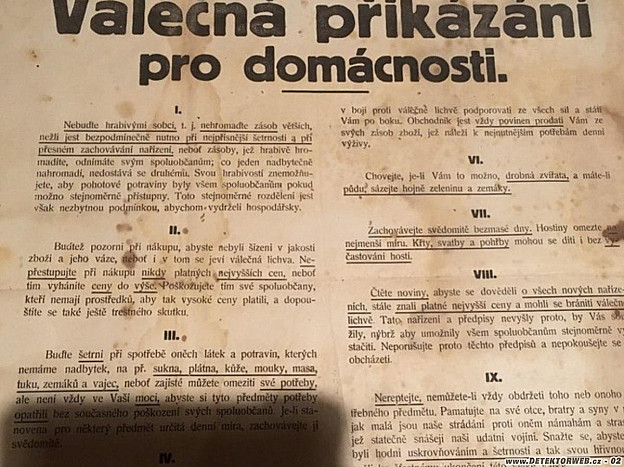 Válečná přikázání
pro domácnosti.
I.
Nebuďte hrabivými sobci, t. j. nehromaďte zásob větších,
nežli jest bezpodmínečně nutno při nejpřísnější šetrnosti a při
přesném zachovávání nařízení, neboť zásoby, jež hrabivě hro-
madíte, odnímáte svým spoluobčanům; co jeden nadbytečně
nahromadí, nedostává se druhému. Svou hrabivostí znemožňu-
jete, aby pohotové potraviny byly všem spoluobčanům pokud
možno stejnoměrně přístupny. Toto stejnoměrné rozdělení jest
však nezbytnou podmínkou, abychom vydrželi hospodářsky.
II.
Buďtež pozorní při nákupu, abyste nebyli šízeni v jakosti
zboží a jeho váze, neboť i v tom se jeví válečná lichva. Ne-
přestupujte při nákupu nikdy platných nejvyšších cen, neboť
tím vyháníte ceny do výše. Poškozujete tím své spoluobčany,
kteří nemají prostředků, aby tak vysoké ceny platili, a dopou-
štíte se také ještě trestného skutku.
III.
Buďte šetrni při spotřebě oněch látek a potravin, kterých
nemáme nadbytek, na př. sukna, plátna, kůže, mouky, masa,
tuku, zemáků a vajec, neboť zajisté můžete omeziti své potřeby,
ale není vždy ve Vaší moci, abyste si tyto předměty potřeby
opatřili bez současného poškození svých spoluobčanů. Je-li sta-
novena pro některý předmět určitá denní míra, zachovávejte ji
svědomitě.
IV.
v boji proti válečné lichvě podporovati ze všech sil a státi
Vám po boku. Obchodník jest vždy povinen prodati Vám ze
svých zásob zboží, jež náleží k nejnutnějším potřebám denní
výživy.
VI.
Chovejte, je-li Vám to možno, drobná zvířata, a máte-li
půdu, sázejte hojně zeleninu a zemáky.
VII.
Zachovávejte svědomitě bezmasé dny. Hostiny omezte na
nejmenší míru. Křty, svatby a pohřby mohou se díti i bez vy-
častování hostí.
VIII.
Čtěte noviny, abyste se dověděli o všech nových naříze-
ních, stále znali platné nejvyšší ceny a mohli se brániti válečné
lichvě. Tato nařízení a předpisy nevyšly proto, by Vás
žily, nýbrž aby umožnily všem spoluobčanům stejnoměrně vy-
stačiti. Neporušujte proto těchto předpisů a nepokoušejte se
obcházeti.
IX.
Nereptejte, nemůžete-li vždy obdržeti toho neb onoho
třebného předmětu. Pamatujte na své otce, bratry a syny v
jak malá jsou naše strádání proti oněm námahám a stras
jež statečně snášejí naši udatní vojíni. Snažte se, abyste
byli hodni uskrovňováním a šetrností a tak svou hřivnou
www.DETEKTORWEB.cz - 02